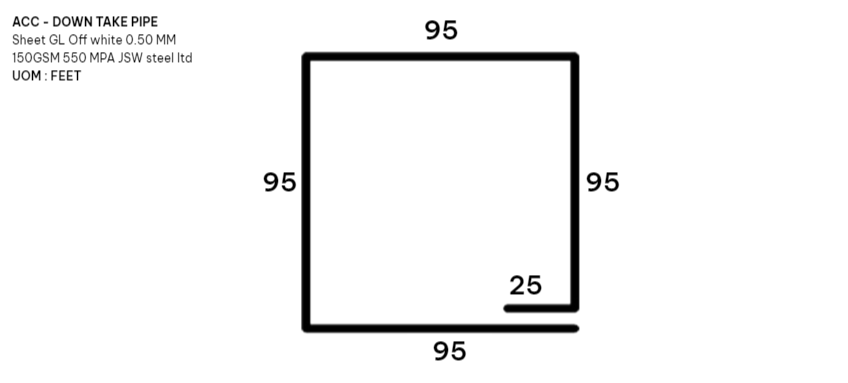 ACC - DOWN TAKE PIPE
Sheet GL Off white 0.50 MM
150GSM 550 MPA JSW steel ltd
UOM : FEET
95
95
95
25
95